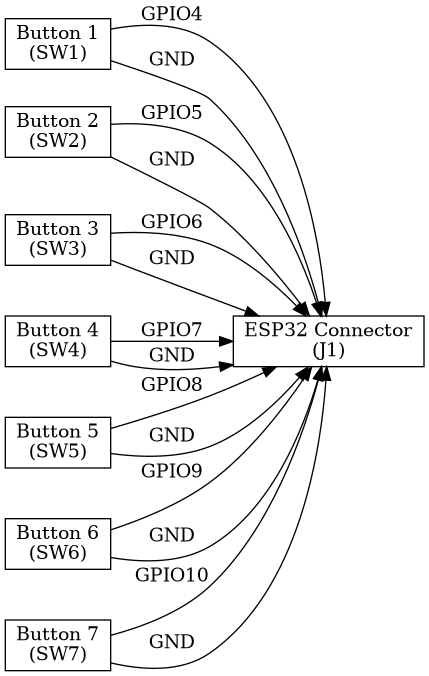 GPIO4
Button 1
(SW1)
GND
GPIO5
Button 2
(SW2)
GND
GPIO6
Button 3
(SW3)
GND
GPIO7
Button 4
(SW4)
GND
ESP32 Connector
(J1)
GPIO8
Button 5
(SW5)
GND
GPIO9
Button 6
(SW6)
GND
GPIO10
Button 7
(SW7)
GND